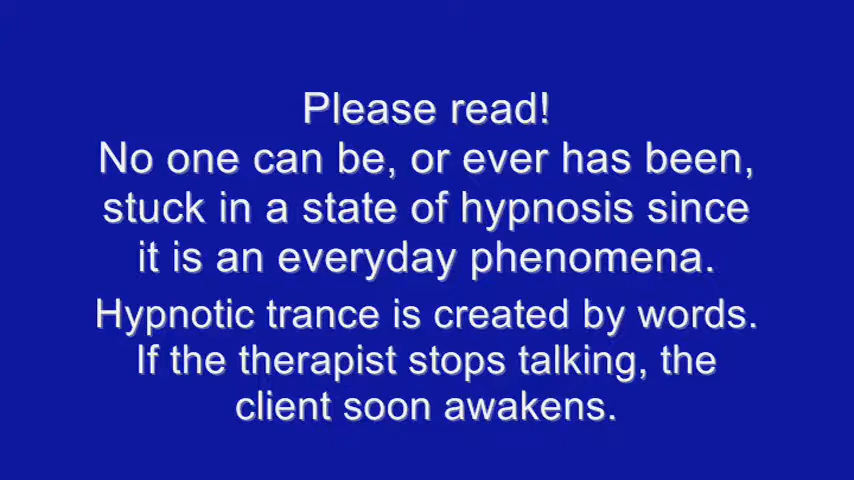 Please read!
No one can be, or ever has been,
stuck in a state of hypnosis since
it is an everyday phenomena.
Hypnotic trance is created by words.
If the therapist stops talking, the
client soon awakens.